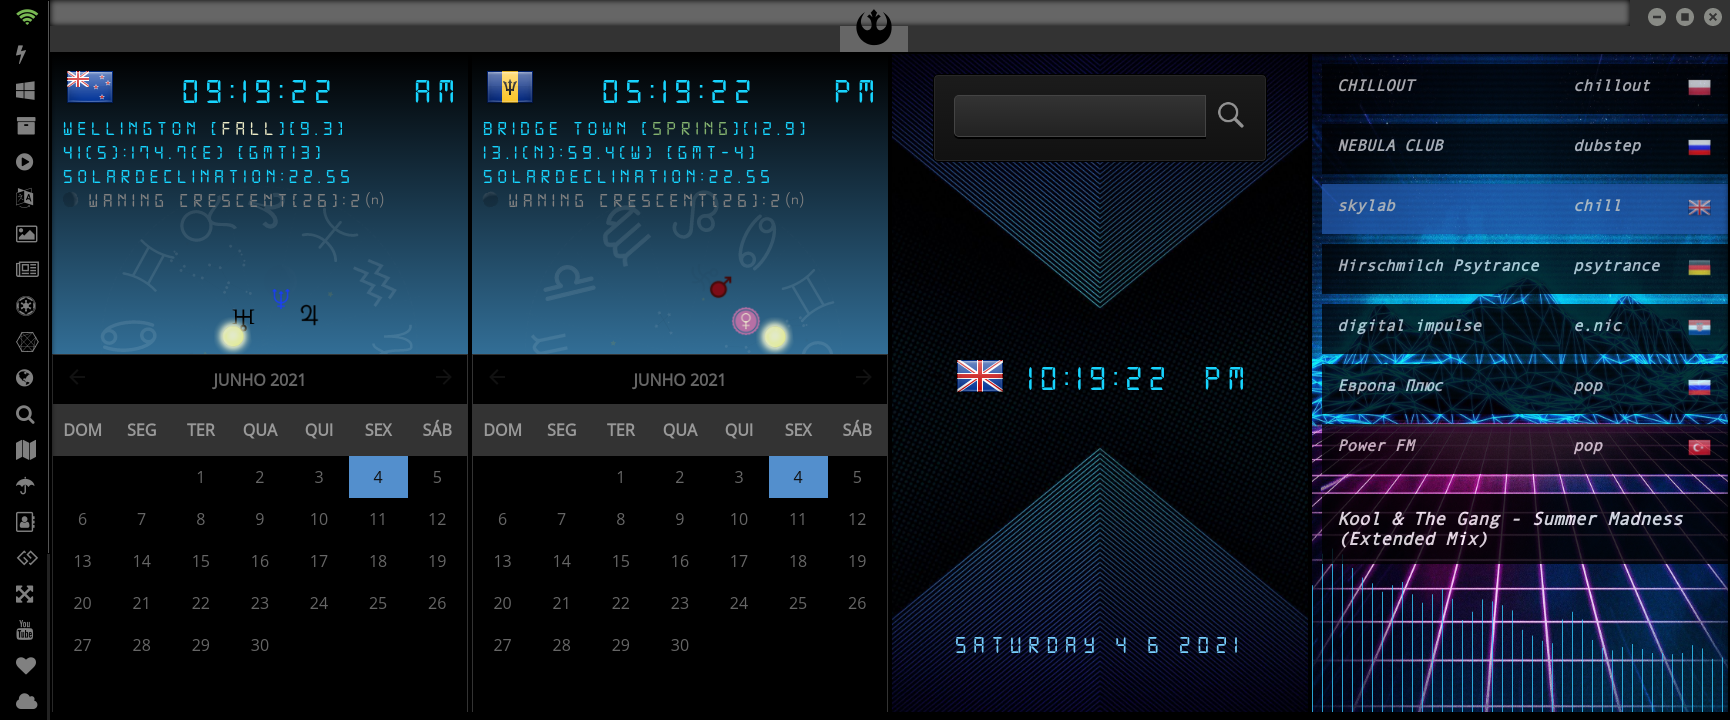 09:19:22 AM
WELLINGTON [FALL][9.3]
41(S):174.7(E) [GMT13]
SOLARDECLINATION:22.55
WANING CRESCENT[26]:2(n)
JUNHO 2021
DOM SEG TER QUA QUI SEX SÁB
1 2 3 4 5
6 7 8 9 10 11 12
13 14 15 16 17 18 19
20 21 22 23 24 25 26
27 28 29 30
05:19:22 PM
BRIDGE TOWN [SPRING][12.9]
13.1(N):59.4(W) [GMT-4]
SOLARDECLINATION:22.55
WANING CRESCENT[26]:2(n)
JUNHO 2021
DOM SEG TER QUA QUI SEX SÁB
1 2 3 4 5
6 7 8 9 10 11 12
13 14 15 16 17 18 19
20 21 22 23 24 25 26
27 28 29 30
10:19:22 PM
SATURDAY 4 6 2021
CHILLOUT chillout
NEBULA CLUB dubstep
skylab chill
Hirschmilch Psytrance psytrance
digital impulse e.nic
Европа Плюс pop
Power FM pop
Kool & The Gang - Summer Madness
(Extended Mix)
You
Tube